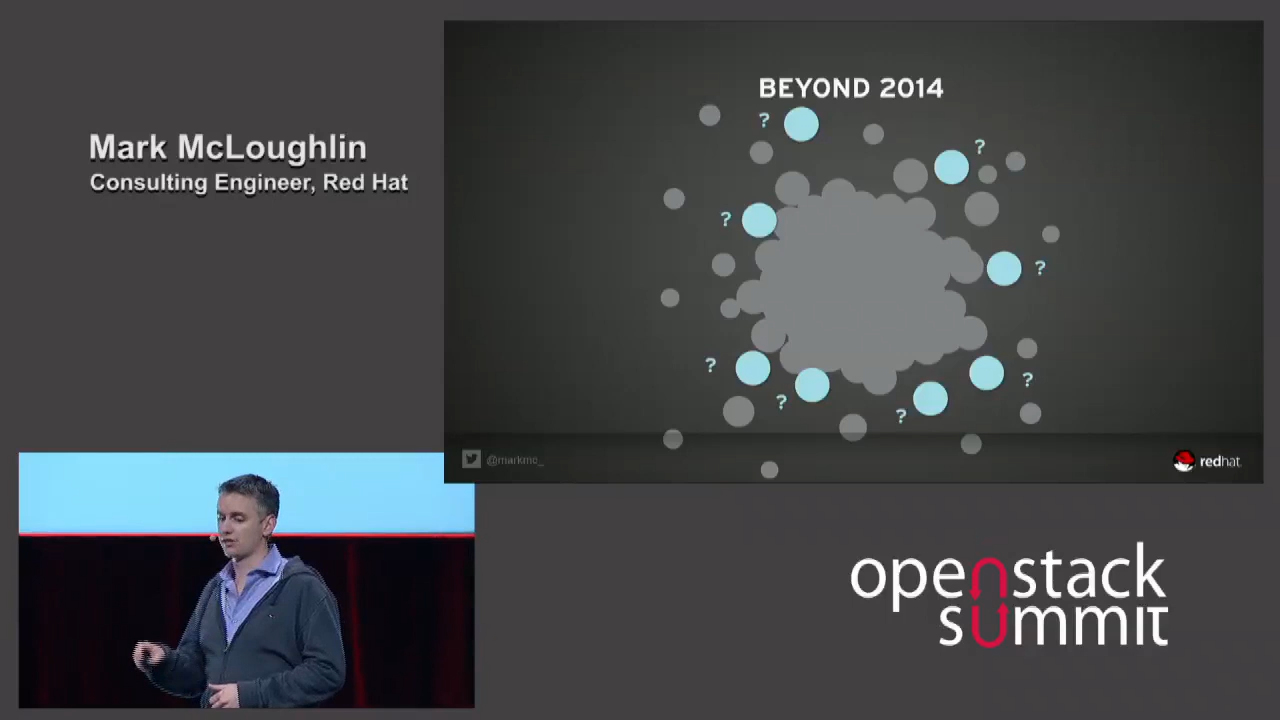 Mark McLoughlin
Consulting Engineer, Red Hat
BEYOND 2014
?
?
?
?
?
?
?
?
@markmc_
redhat.
openstack
summit